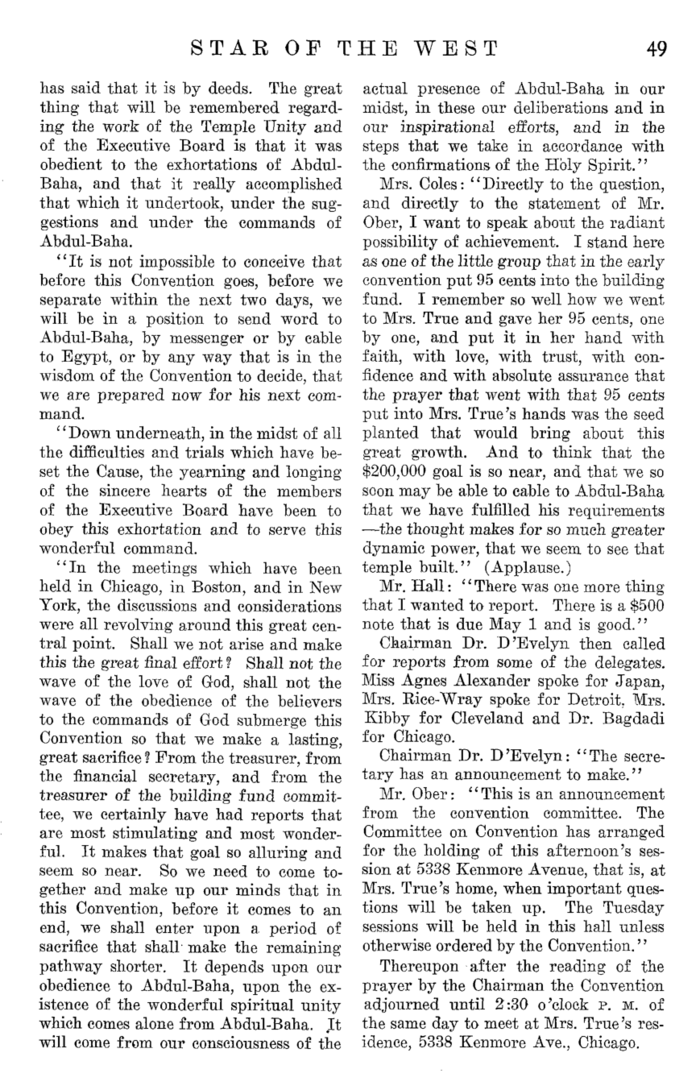 STAR OF THE WEST 49
has said that it is by deeds. The great
thing that will be remembered regard-
ing the work of the Temple Unity and
of the Executive Board is that it was
obedient to the exhortations of Abdul-
Baha, and that it really accomplished
that which it undertook, under the sug-
gestions and under the commands of
Abdul-Baha.
"It is not impossible to conceive that
before this Convention goes, before we
separate within the next two days, we
will be in a position to send word to
Abdul-Baha, by messenger or by cable
to Egypt, or by any way that is in the
wisdom of the Convention to decide, that
we are prepared now for his next com-
mand.
"Down underneath, in the midst of all
the difficulties and trials which have be-
set the Cause, the yearning and longing
of the sincere hearts of the members
of the Executive Board have been to
obey this exhortation and to serve this
wonderful command.
"In the meetings which have been
held in Chicago, in Boston, and in New
York, the discussions and considerations
were all revolving around this great cen-
tral point. Shall we not arise and make
this the great final effort? Shall not the
wave of the love of God, shall not the
wave of the obedience of the believers
to the commands of God submerge this
Convention so that we make a lasting,
great sacrifice? From the treasurer, from
the financial secretary, and from the
treasurer of the building fund commit-
tee, we certainly have had reports that
are most stimulating and most wonder-
ful. It makes that goal so alluring and
seem so near. So we need to come to-
gether and make up our minds that in
this Convention, before it comes to an
end, we shall enter upon a period of
sacrifice that shall make the remaining
pathway shorter. It depends upon our
obedience to Abdul-Baha, upon the ex-
istence of the wonderful spiritual unity
which comes alone from Abdul-Baha. It
will come from our consciousness of the
actual presence of Abdul-Baha in our
midst, in these our deliberations and in
our inspirational efforts, and in the
steps that we take in accordance with
the confirmations of the Holy Spirit."
Mrs. Coles: "Directly to the question,
and directly to the statement of Mr.
Ober, I want to speak about the radiant
possibility of achievement. I stand here
as one of the little group that in the early
convention put 95 cents into the building
fund. I remember so well how we went
to Mrs. True and gave her 95 cents, one
by one, and put it in her hand with
faith, with love, with trust, with con-
fidence and with absolute assurance that
the prayer that went with that 95 cents
put into Mrs. True's hands was the seed
planted that would bring about this
great growth. And to think that the
$200,000 goal is so near, and that we so
soon may be able to cable to Abdul-Baha
that we have fulfilled his requirements
—the thought makes for so much greater
dynamic power, that we seem to see that
temple built." (Applause.)
Mr. Hall: "There was one more thing
that I wanted to report. There is a $500
note that is due May 1 and is good."
Chairman Dr. D'Evelyn then called
for reports from some of the delegates.
Miss Agnes Alexander spoke for Japan,
Mrs. Rice-Wray spoke for Detroit, Mrs.
Kibby for Cleveland and Dr. Bagdadi
for Chicago.
Chairman Dr. D'Evelyn: "The secre-
tary has an announcement to make."
Mr. Ober: "This is an announcement
from the convention committee. The
Committee on Convention has arranged
for the holding of this afternoon's ses-
sion at 5338 Kenmore Avenue, that is, at
Mrs. True's home, when important ques-
tions will be taken up. The Tuesday
sessions will be held in this hall unless
otherwise ordered by the Convention."
Thereupon after the reading of the
prayer by the Chairman the Convention
adjourned until 2:30 o'clock P. M. of
the same day to meet at Mrs. True's res-
idence, 5338 Kenmore Ave., Chicago.